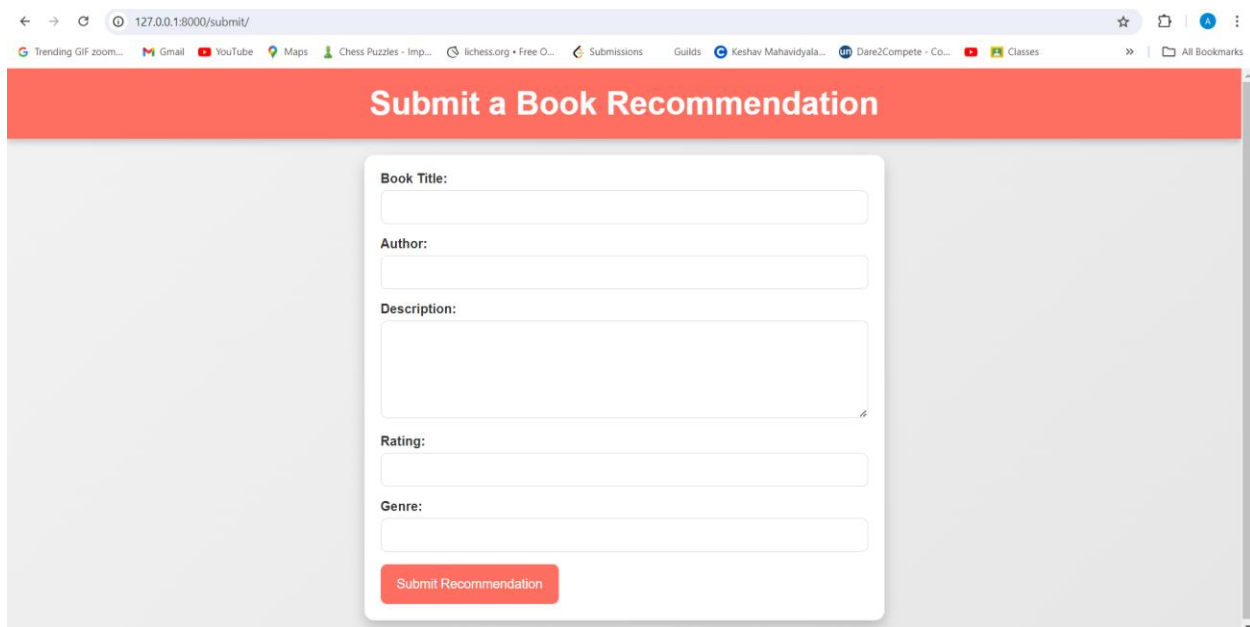 127.0.0.1:8000/submit/
A
Trending GIF zoom... Gmail YouTube Maps Chess Puzzles - Imp... lichess.org • Free O... Submissions Guilds Keshav Mahavidyala... un Dare2Compete - Co... Classes » All Bookmarks
Submit a Book Recommendation
Book Title:
Author:
Description:
Rating:
Genre:
Submit Recommendation